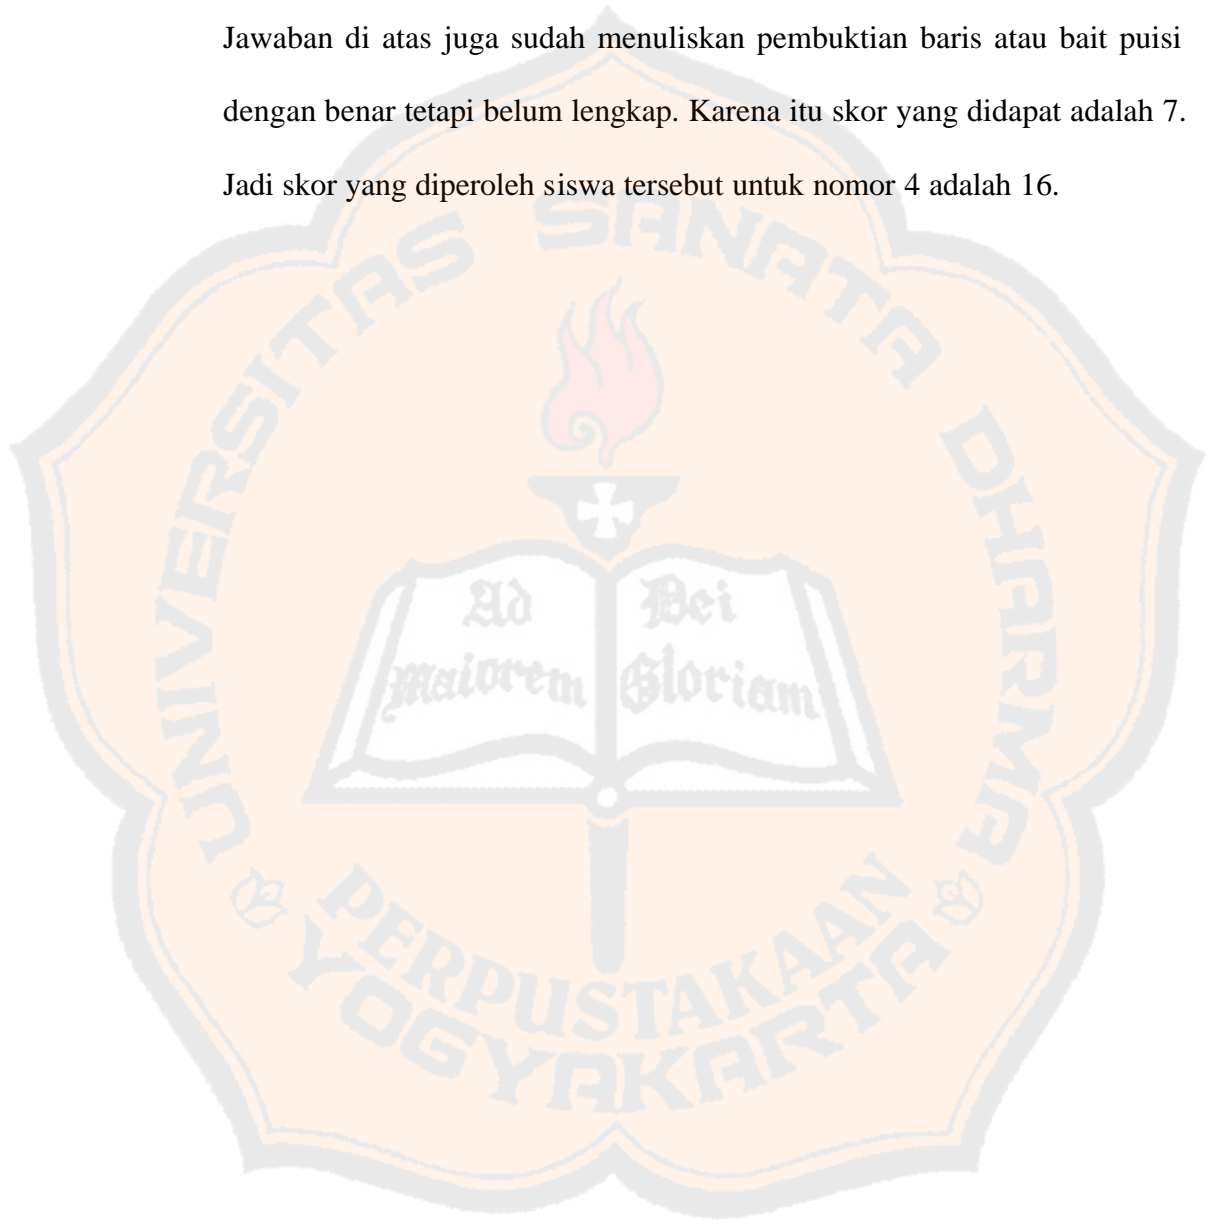 Jawaban di atas juga sudah menuliskan pembuktian baris atau bait puisi
dengan benar tetapi belum lengkap. Karena itu skor yang didapat adalah 7.
Jadi skor yang diperoleh siswa tersebut untuk nomor 4 adalah 16.
UNIVERSITAS SANATA DHARMA
Ad
Maiorem
Dei
Gloriam
PERPUSTAKAAN
YOGYAKARTA